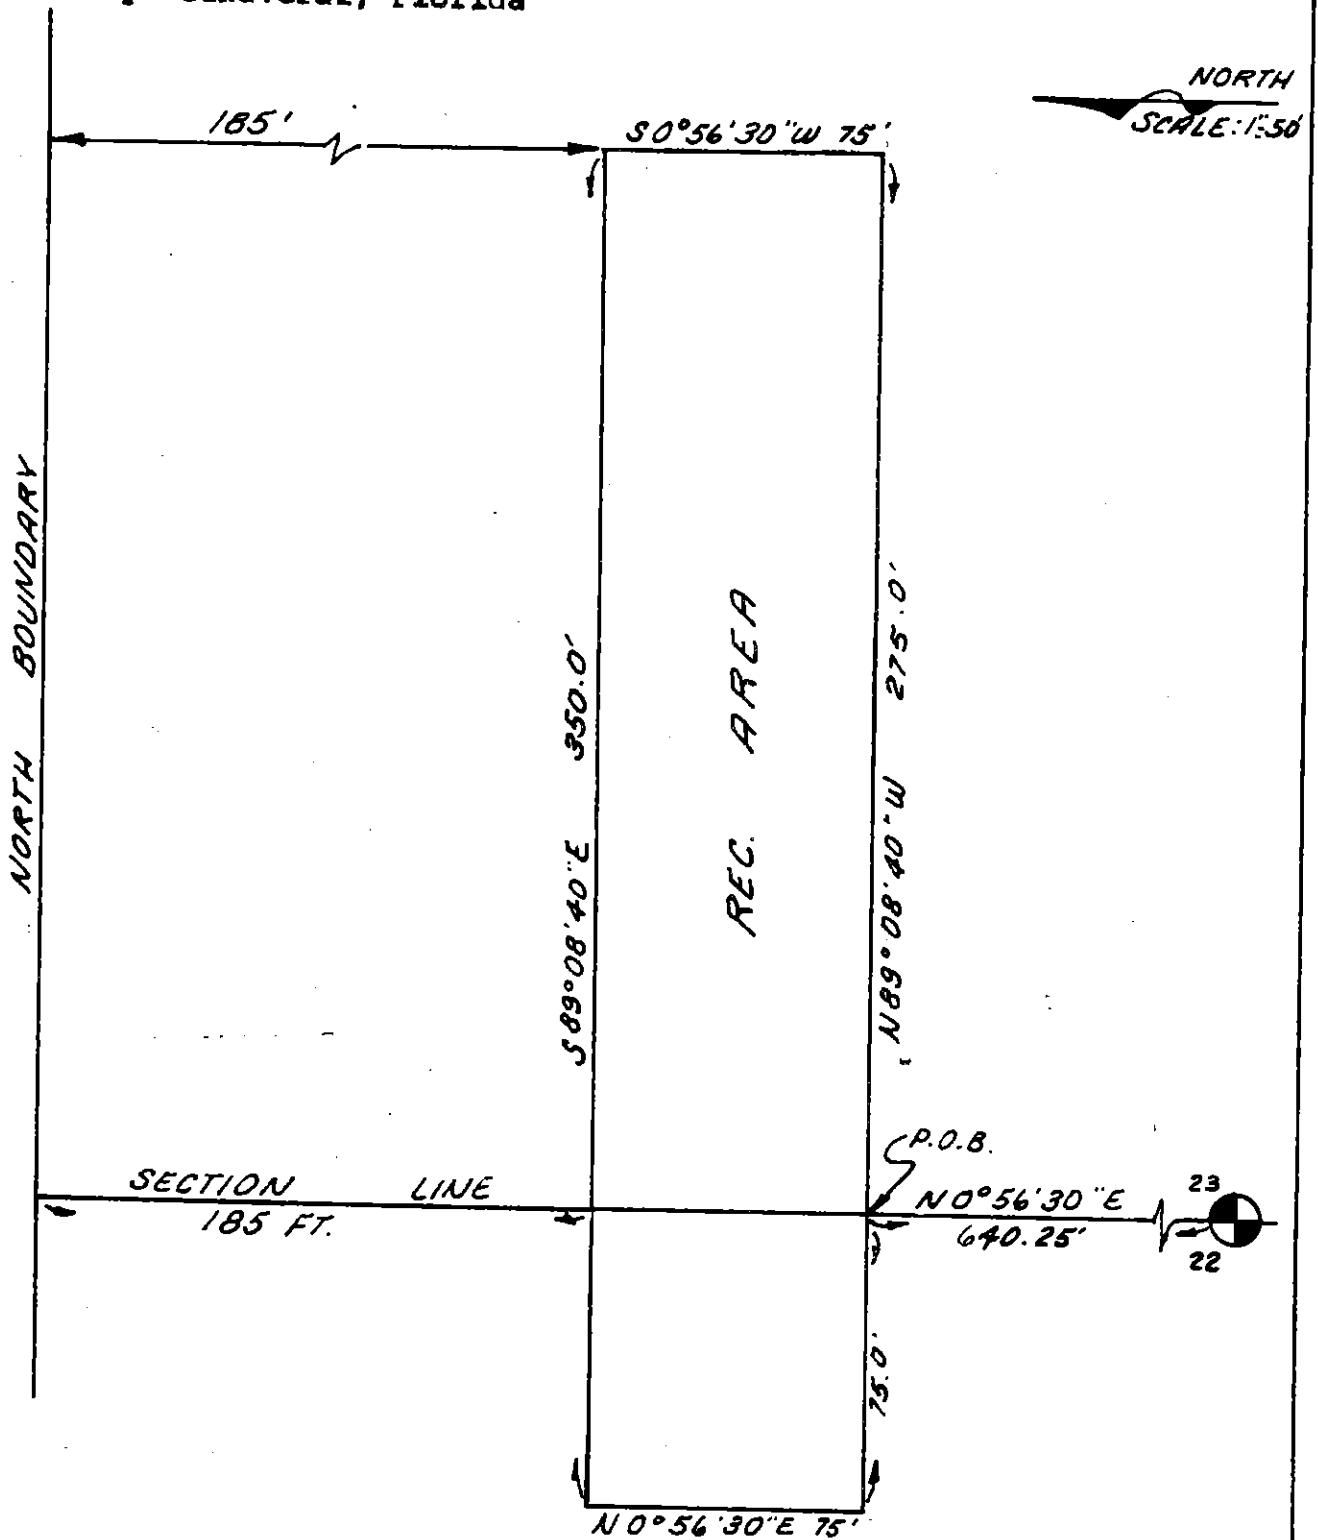 Florida
NORTH
SCALE: 1"=50'
185'
S 0°56'30"W 75'
NORTH BOUNDARY
S 89°08'40"E 350.0'
REC. AREA
N 89°08'40"W 275.0'
P.O.B.
SECTION LINE
185 FT.
N 0°56'30"E
640.25'
23
22
75.0'
N 0°56'30"E 75'